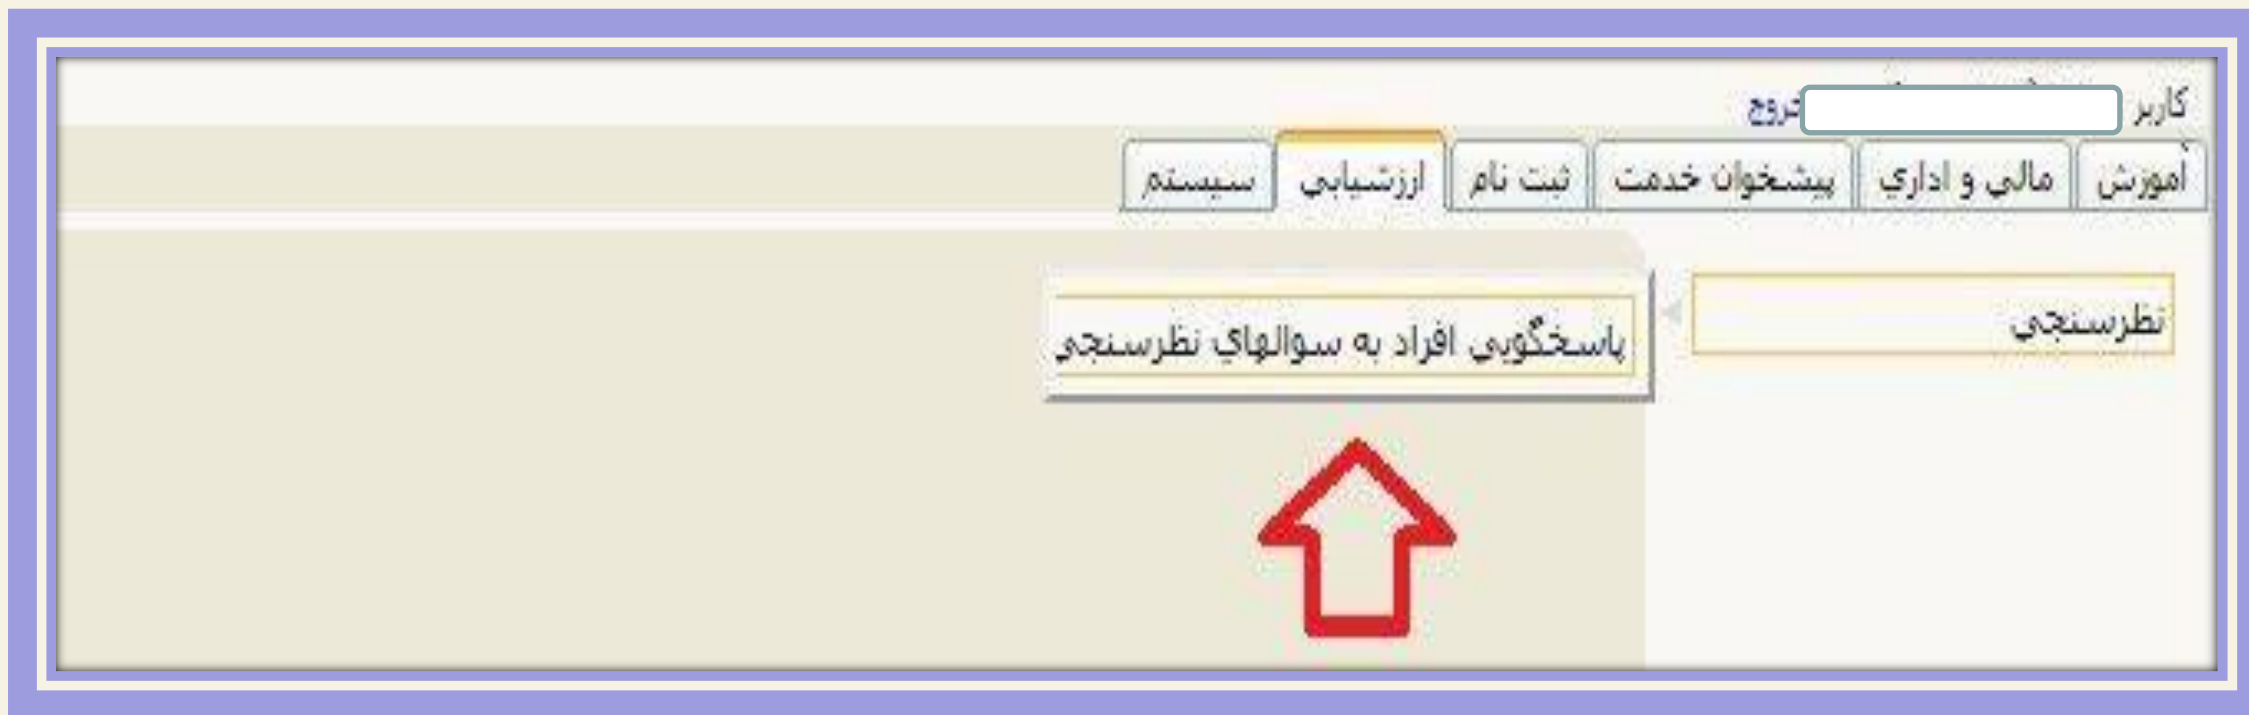 کاربر خروج
آموزش مالي و اداري پيشخوان خدمت ثبت نام ارزشيابي سيستم
نظرسنجي
پاسخگويي افراد به سوالهاي نظرسنجي